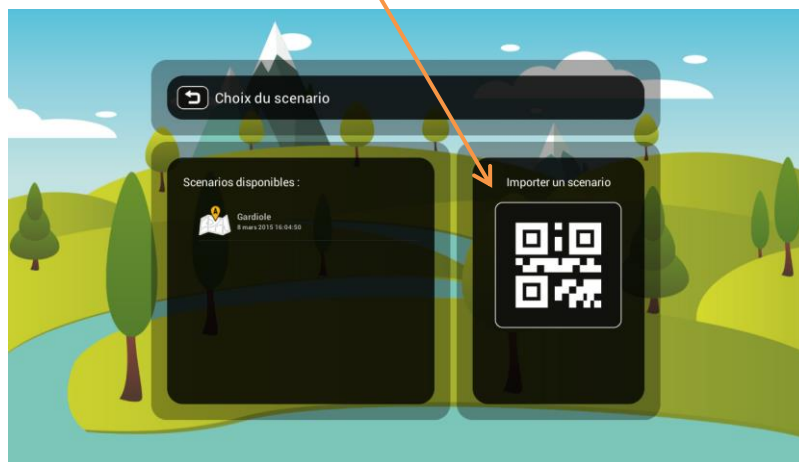 Choix du scenario
Scenarios disponibles :
Gardiole
8 mars 2015 16:04:50
Importer un scenario
A